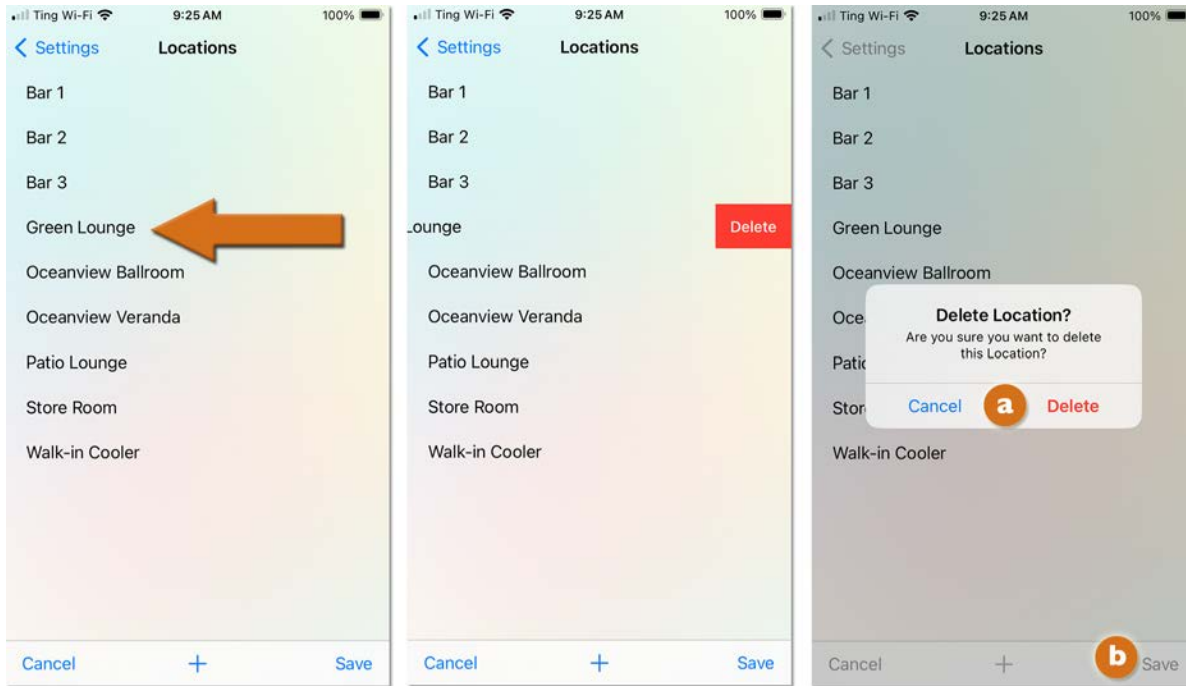 Ting Wi-Fi 9:25 AM 100%
Settings Locations
Bar 1
Bar 2
Bar 3
Green Lounge
Oceanview Ballroom
Oceanview Veranda
Patio Lounge
Store Room
Walk-in Cooler
Cancel + Save
Ting Wi-Fi 9:25 AM 100%
Settings Locations
Bar 1
Bar 2
Bar 3
Lounge Delete
Oceanview Ballroom
Oceanview Veranda
Patio Lounge
Store Room
Walk-in Cooler
Cancel + Save
Ting Wi-Fi 9:25 AM 100%
Settings Locations
Bar 1
Bar 2
Bar 3
Green Lounge
Oceanview Ballroom
Oce
Patio
Stor
Delete Location?
Are you sure you want to delete
this Location?
Cancel a Delete
Walk-in Cooler
Cancel + b Save